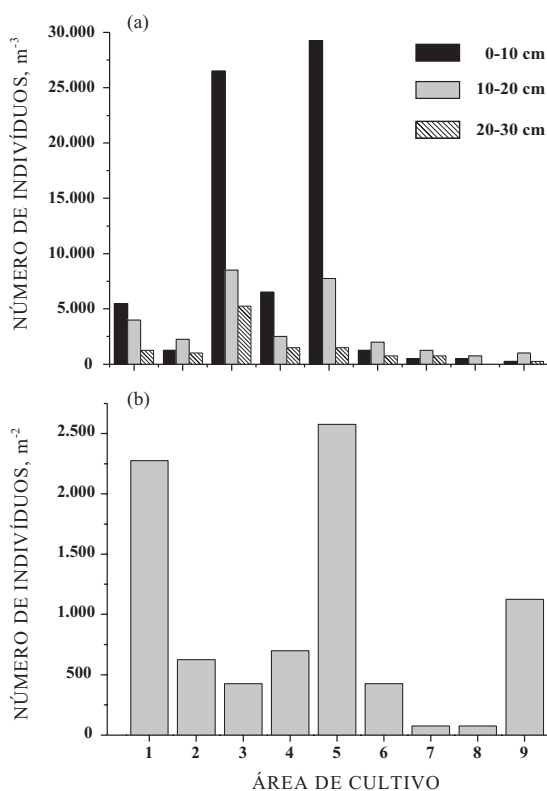 (a)
NÚMERO DE INDIVÍDUOS, m-3
30.000
25.000
20.000
15.000
10.000
5.000
0
0-10 cm
10-20 cm
20-30 cm
(b)
NÚMERO DE INDIVÍDUOS, m-2
2.500
2.000
1.500
1.000
500
0
1 2 3 4 5 6 7 8 9
ÁREA DE CULTIVO